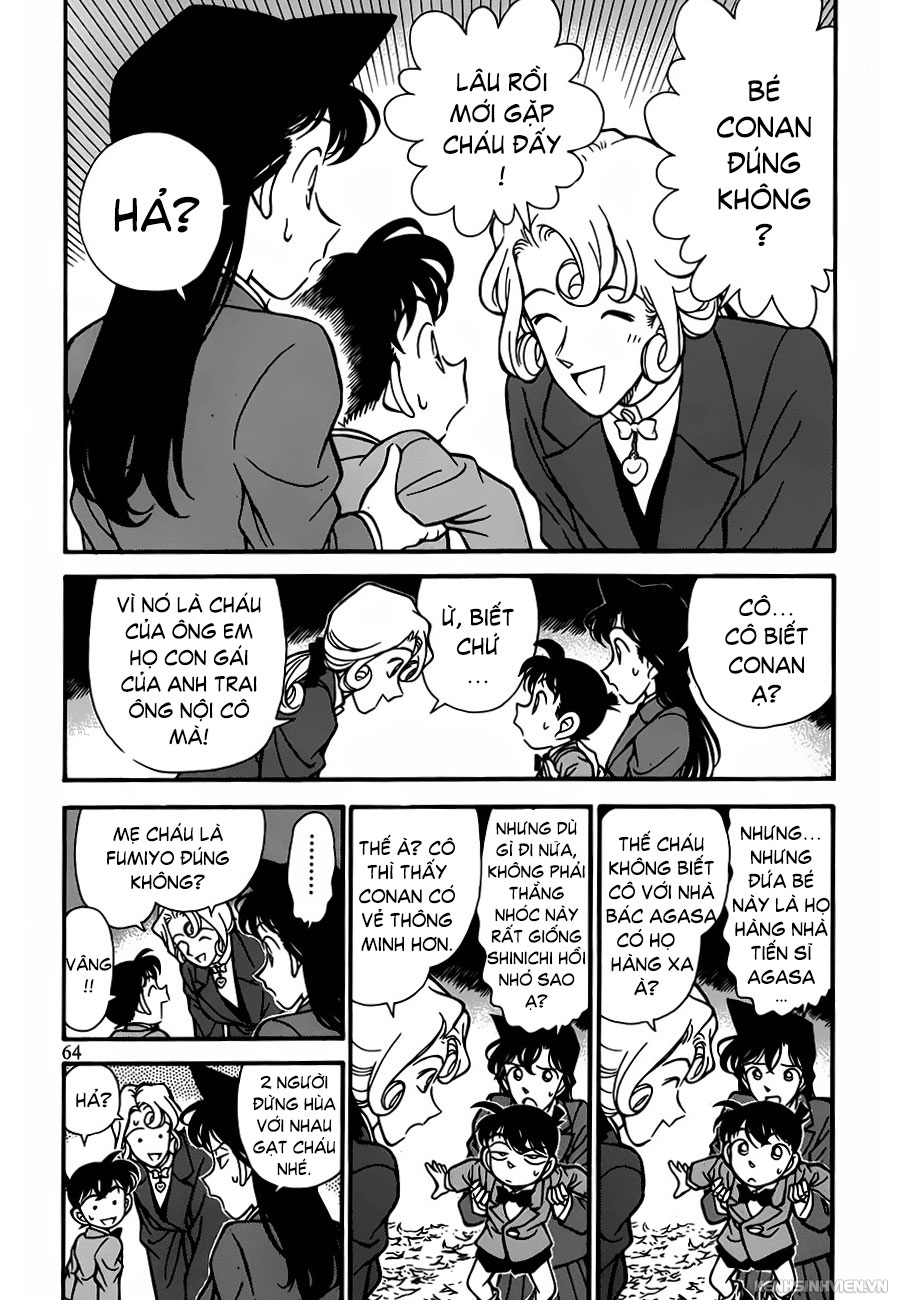 BÉ
CONAN
ĐÚNG
KHÔNG
?
LÂU RỒI
MỚI GẶP
CHÁU ĐẤY
!
HẢ?
CÔ...
CÔ BIẾT
CONAN
Ạ?
Ừ, BIẾT
CHỨ
...
VÌ NÓ LÀ CHÁU
CỦA ÔNG EM
HỌ CON GÁI
CỦA ANH TRAI
ÔNG NỘI CÔ
MÀ!
NHƯNG...
NHƯNG
ĐỨA BÉ
NÀY LÀ HỌ
HÀNG NHÀ
TIẾN SĨ
AGASA
...
THẾ CHÁU
KHÔNG BIẾT
CÔ VỚI NHÀ
BÁC AGASA
CÓ HỌ
HÀNG XA
À?
NHƯNG DÙ
GÌ ĐI NỮA,
KHÔNG PHẢI
THẰNG
NHÓC NÀY
RẤT GIỐNG
SHINICHI HỒI
NHỎ SAO
Ạ?
THẾ À? CÔ
THÌ THẤY
CONAN CÓ
VẺ THÔNG
MINH HƠN.
.........
MẸ CHÁU LÀ
FUMIYO ĐÚNG
KHÔNG?
VÂNG
!!
64
2 NGƯỜI
ĐỪNG HÙA
VỚI NHAU
GẠT CHÁU
NHÉ.
HẢ?
KENHSINHVIEN.VN